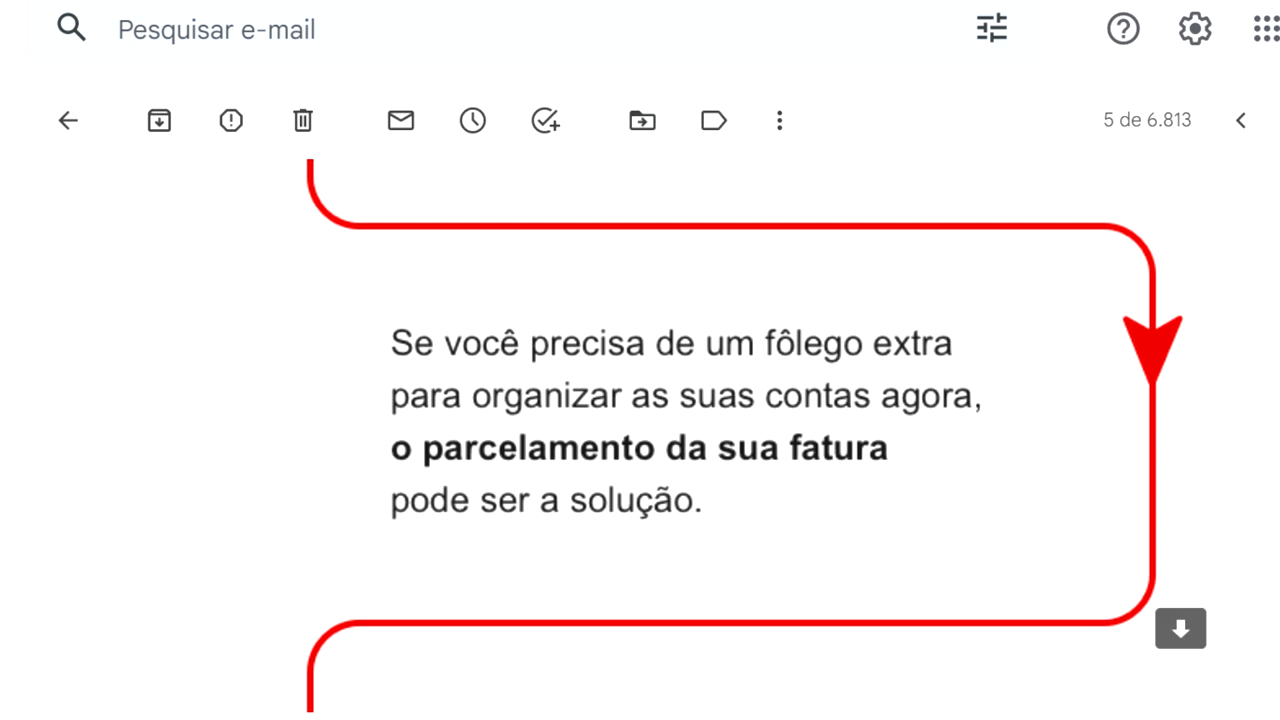 Pesquisar e-mail
5 de 6.813
Se você precisa de um fôlego extra
para organizar as suas contas agora,
o parcelamento da sua fatura
pode ser a solução.